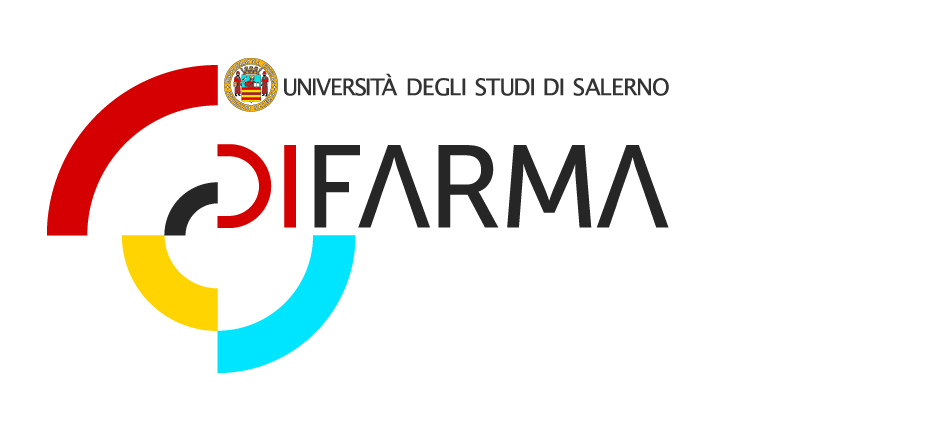 UNIVERSITÀ DEGLI STUDI DI SALERNO
DIFARMA